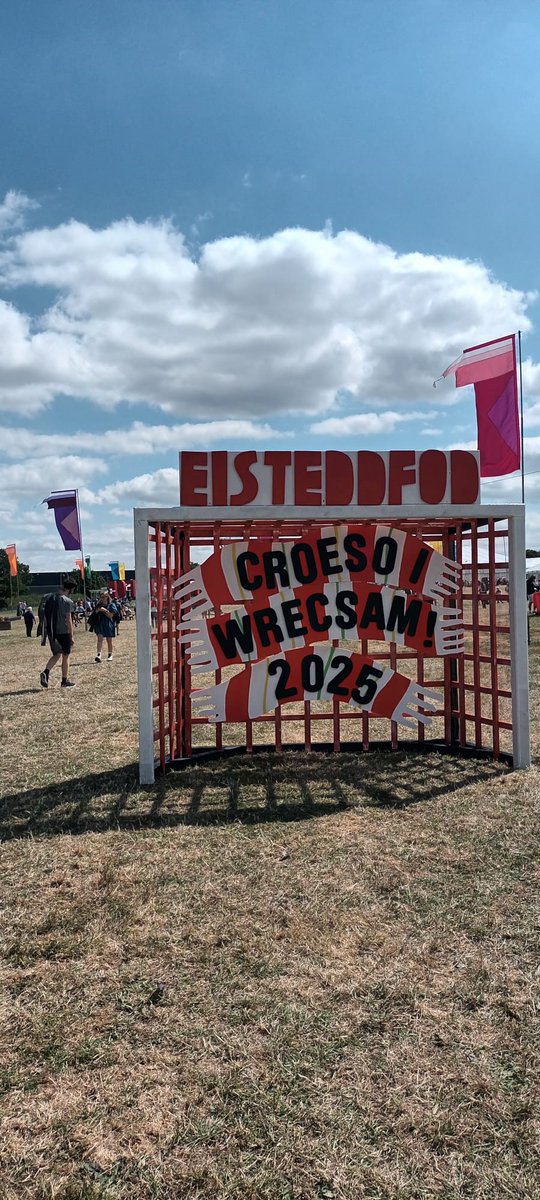 EISTEDDFOD
CROESO I
WRECSAM!
2025